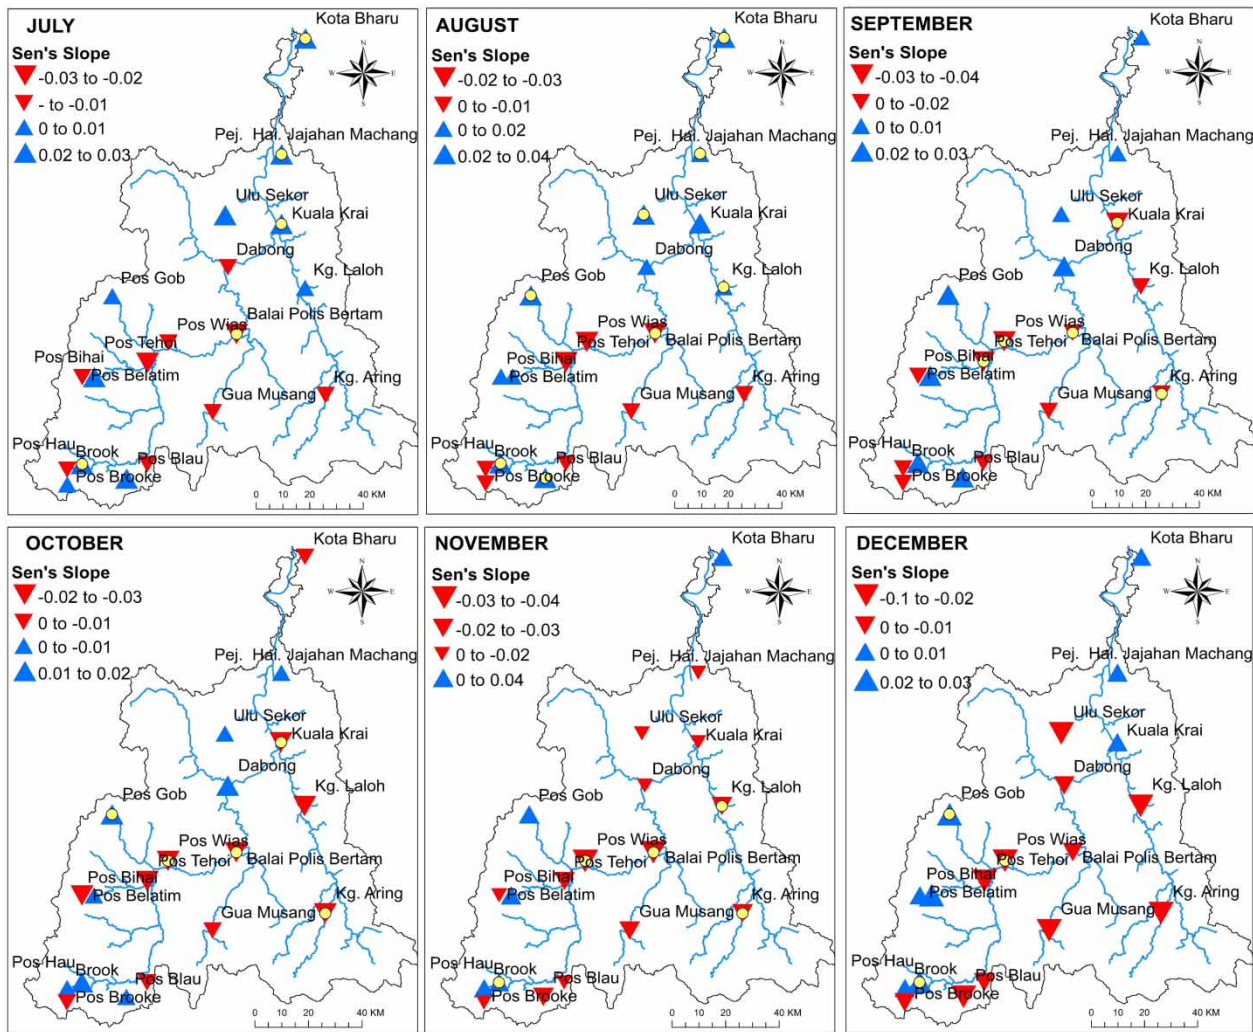 JULY
Kota Bharu
Sen's Slope
-0.03 to -0.02
- to -0.01
0 to 0.01
0.02 to 0.03
N
W
E
S
Pej. Hai. Jajahan Machang
Ulu Sekor
Kuala Krai
Dabong
Kg. Laloh
Pos Gob
Balai Polis Bertam
Pos Wias
Pos Tehoi
Pos Bihai
Pos Belatim
Kg. Aring
Gua Musang
Pos Hau
Brook
Pos Blau
Pos Brooke
0 10 20 40 KM
AUGUST
Kota Bharu
Sen's Slope
-0.02 to -0.03
0 to -0.01
0 to 0.02
0.02 to 0.04
N
W
E
S
Pej. Hai. Jajahan Machang
Ulu Sekor
Kuala Krai
Dabong
Kg. Laloh
Pos Gob
Pos Wias
Pos Tehoi
Balai Polis Bertam
Pos Bihai
Pos Belatim
Kg. Aring
Gua Musang
Pos Hau
Brook
Pos Blau
Pos Brooke
0 10 20 40 KM
SEPTEMBER
Kota Bharu
Sen's Slope
-0.03 to -0.04
0 to -0.02
0 to 0.01
0.02 to 0.03
N
W
E
S
Pej. Hai. Jajahan Machang
Ulu Sekor
Kuala Krai
Dabong
Kg. Laloh
Pos Gob
Pos Wias
Pos Tehoi
Balai Polis Bertam
Pos Bihai
Pos Belatim
Kg. Aring
Gua Musang
Pos Hau
Brook
Pos Blau
Pos Brooke
0 10 20 40 KM
OCTOBER
Kota Bharu
Sen's Slope
-0.02 to -0.03
0 to -0.01
0 to -0.01
0.01 to 0.02
N
W
E
S
Pej. Hai. Jajahan Machang
Ulu Sekor
Kuala Krai
Dabong
Kg. Laloh
Pos Gob
Pos Wias
Pos Tehoi
Balai Polis Bertam
Pos Bihai
Pos Belatim
Kg. Aring
Gua Musang
Pos Hau
Brook
Pos Blau
Pos Brooke
0 10 20 40 KM
NOVEMBER
Kota Bharu
Sen's Slope
-0.03 to -0.04
-0.02 to -0.03
0 to -0.02
0 to 0.04
N
W
E
S
Pej. Hai. Jajahan Machang
Ulu Sekor
Kuala Krai
Dabong
Kg. Laloh
Pos Gob
Pos Wias
Pos Tehoi
Balai Polis Bertam
Pos Bihai
Pos Belatim
Kg. Aring
Gua Musang
Pos Hau
Brook
Pos Blau
Pos Brooke
0 10 20 40 KM
DECEMBER
Kota Bharu
Sen's Slope
-0.1 to -0.02
0 to -0.01
0 to 0.01
0.02 to 0.03
N
W
E
S
Pej. Hai. Jajahan Machang
Ulu Sekor
Kuala Krai
Dabong
Kg. Laloh
Pos Gob
Pos Wias
Pos Tehoi
Balai Polis Bertam
Pos Bihai
Pos Belatim
Kg. Aring
Gua Musang
Pos Hau
Brook
Pos Blau
Pos Brooke
0 10 20 40 KM